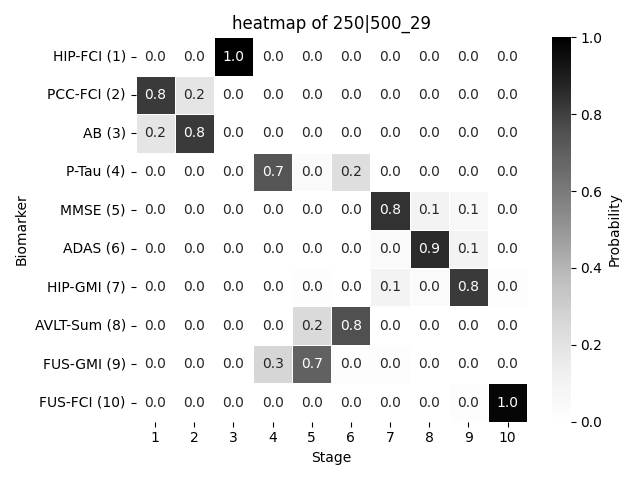 heatmap of 250|500_29
HIP-FCI (1) 0.0 0.0 1.0 0.0 0.0 0.0 0.0 0.0 0.0 0.0
PCC-FCI (2) 0.8 0.2 0.0 0.0 0.0 0.0 0.0 0.0 0.0 0.0
AB (3) 0.2 0.8 0.0 0.0 0.0 0.0 0.0 0.0 0.0 0.0
P-Tau (4) 0.0 0.0 0.0 0.7 0.0 0.2 0.0 0.0 0.0 0.0
MMSE (5) 0.0 0.0 0.0 0.0 0.0 0.0 0.8 0.1 0.1 0.0
ADAS (6) 0.0 0.0 0.0 0.0 0.0 0.0 0.0 0.9 0.1 0.0
HIP-GMI (7) 0.0 0.0 0.0 0.0 0.0 0.0 0.1 0.0 0.8 0.0
AVLT-Sum (8) 0.0 0.0 0.0 0.0 0.2 0.8 0.0 0.0 0.0 0.0
FUS-GMI (9) 0.0 0.0 0.0 0.3 0.7 0.0 0.0 0.0 0.0 0.0
FUS-FCI (10) 0.0 0.0 0.0 0.0 0.0 0.0 0.0 0.0 0.0 1.0
1 2 3 4 5 6 7 8 9 10
Stage
Biomarker
1.0
0.8
0.6
0.4
0.2
0.0
Probability